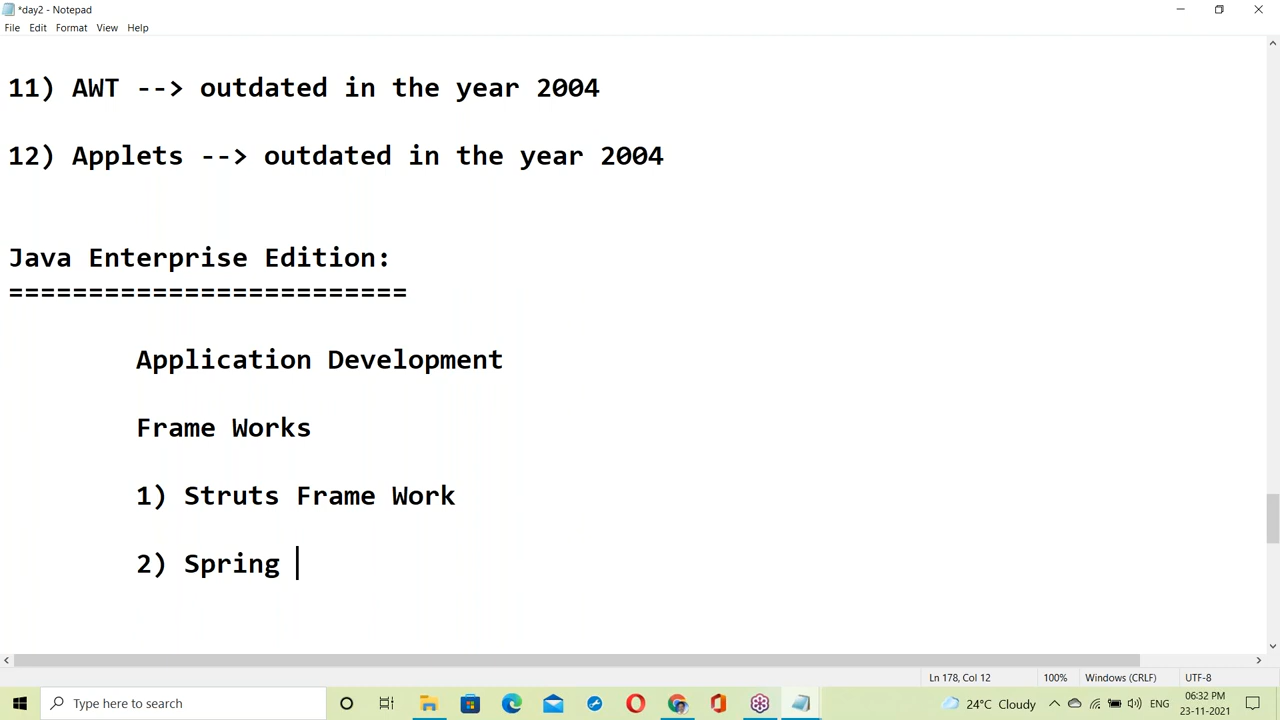 *day2 - Notepad
File Edit Format View Help
11) AWT --> outdated in the year 2004
12) Applets --> outdated in the year 2004
Java Enterprise Edition:
=========================
Application Development
Frame Works
1) Struts Frame Work
2) Spring
Ln 178, Col 12 100% Windows (CRLF) UTF-8
Type here to search 24°C Cloudy ENG 06:32 PM
23-11-2021